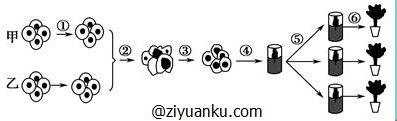 甲 ① ② ③ ④ ⑤ ⑥
乙
@ziyuanku.com